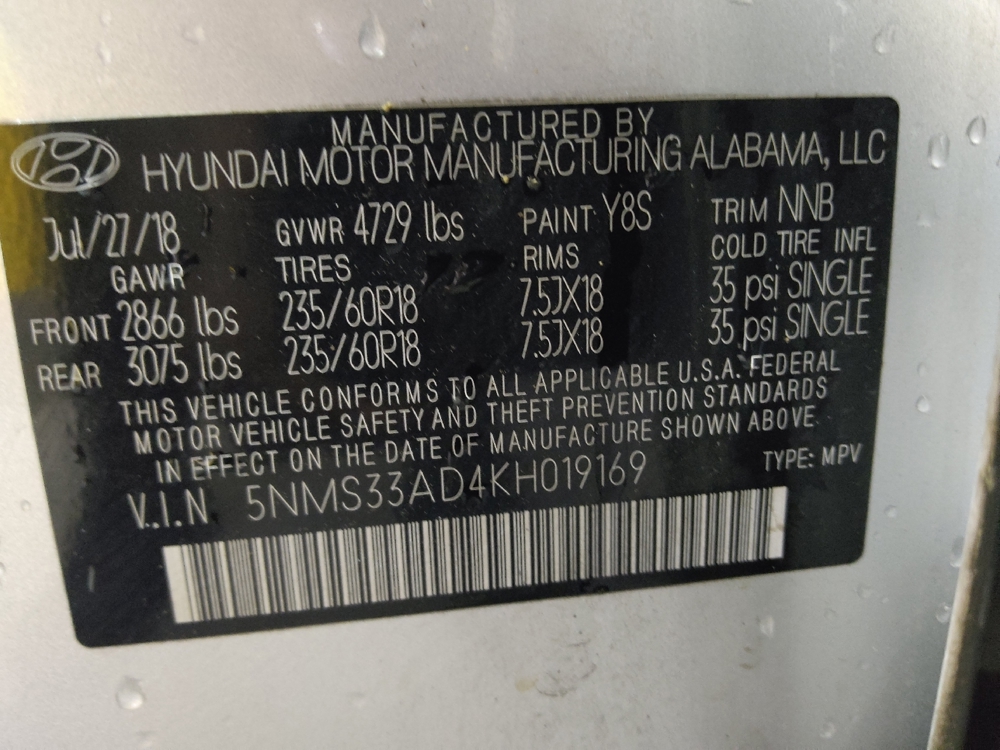 MANUFACTURED BY
HYUNDAI MOTOR MANUFACTURING ALABAMA, LLC
Jul/27/18 GVWR 4729 lbs PAINT Y8S TRIM NNB
GAWR TIRES RIMS COLD TIRE INFL
FRONT 2866 lbs 235/60R18 7.5JX18 35 psi SINGLE
REAR 3075 lbs 235/60R18 7.5JX18 35 psi SINGLE
THIS VEHICLE CONFORMS TO ALL APPLICABLE U.S.A. FEDERAL
MOTOR VEHICLE SAFETY AND THEFT PREVENTION STANDARDS
IN EFFECT ON THE DATE OF MANUFACTURE SHOWN ABOVE
V.I.N 5NMS33AD4KH019169 TYPE: MPV